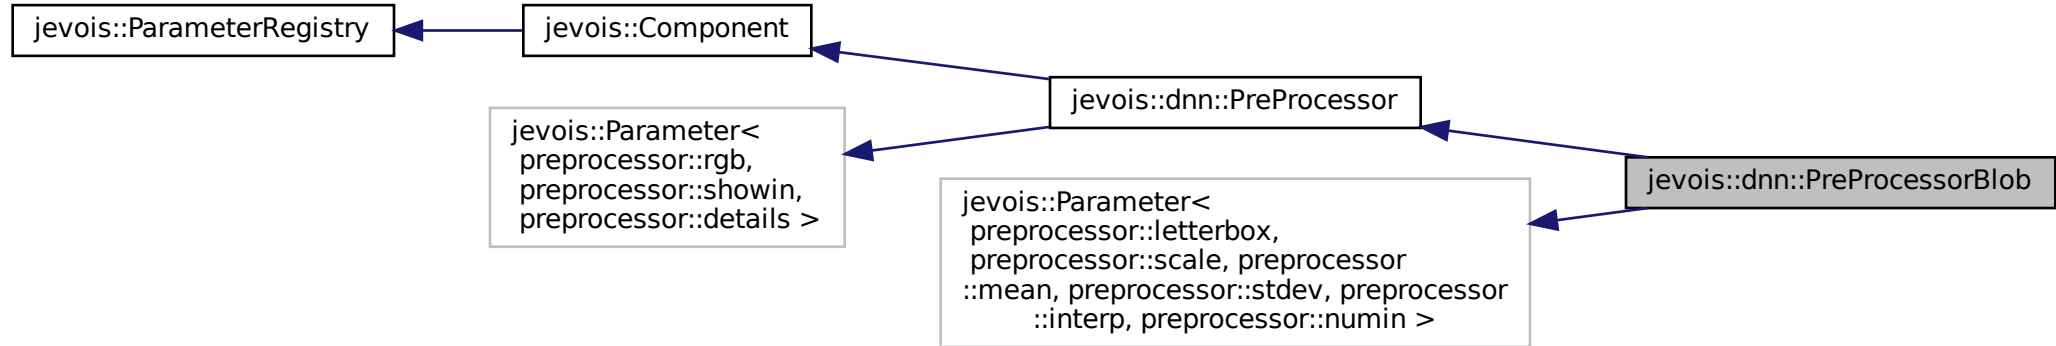 jevois::ParameterRegistry
jevois::Component
jevois::dnn::PreProcessor
jevois::Parameter<
preprocessor::rgb,
preprocessor::showin,
preprocessor::details >
jevois::dnn::PreProcessorBlob
jevois::Parameter<
preprocessor::letterbox,
preprocessor::scale, preprocessor
::mean, preprocessor::stdev, preprocessor
::interp, preprocessor::numin >